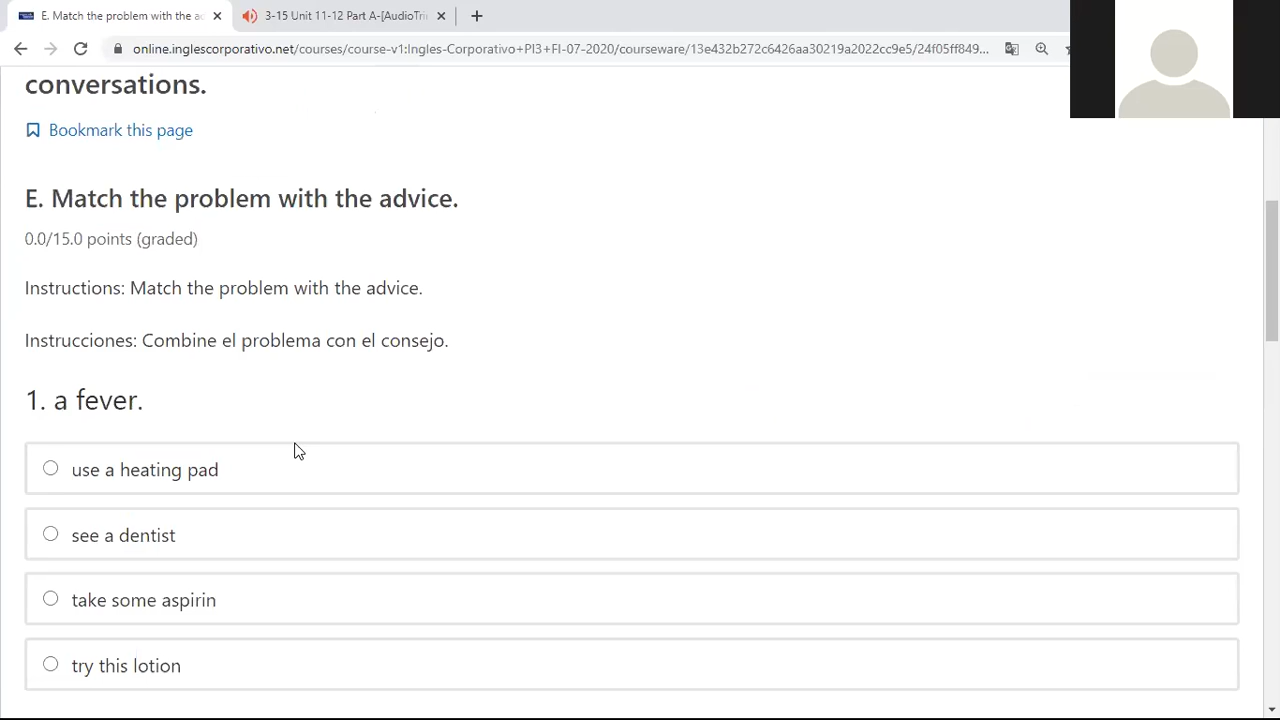 E. Match the problem with the ac
3-15 Unit 11-12 Part A-[AudioTri
online.inglescorporativo.net/courses/course-v1:Ingles-Corporativo+PI3+FI-07-2020/courseware/13e432b272c6426aa30219a2022cc9e5/24f05ff849...
conversations.
Bookmark this page
E. Match the problem with the advice.
0.0/15.0 points (graded)
Instructions: Match the problem with the advice.
Instrucciones: Combine el problema con el consejo.
1. a fever.
use a heating pad
see a dentist
take some aspirin
try this lotion